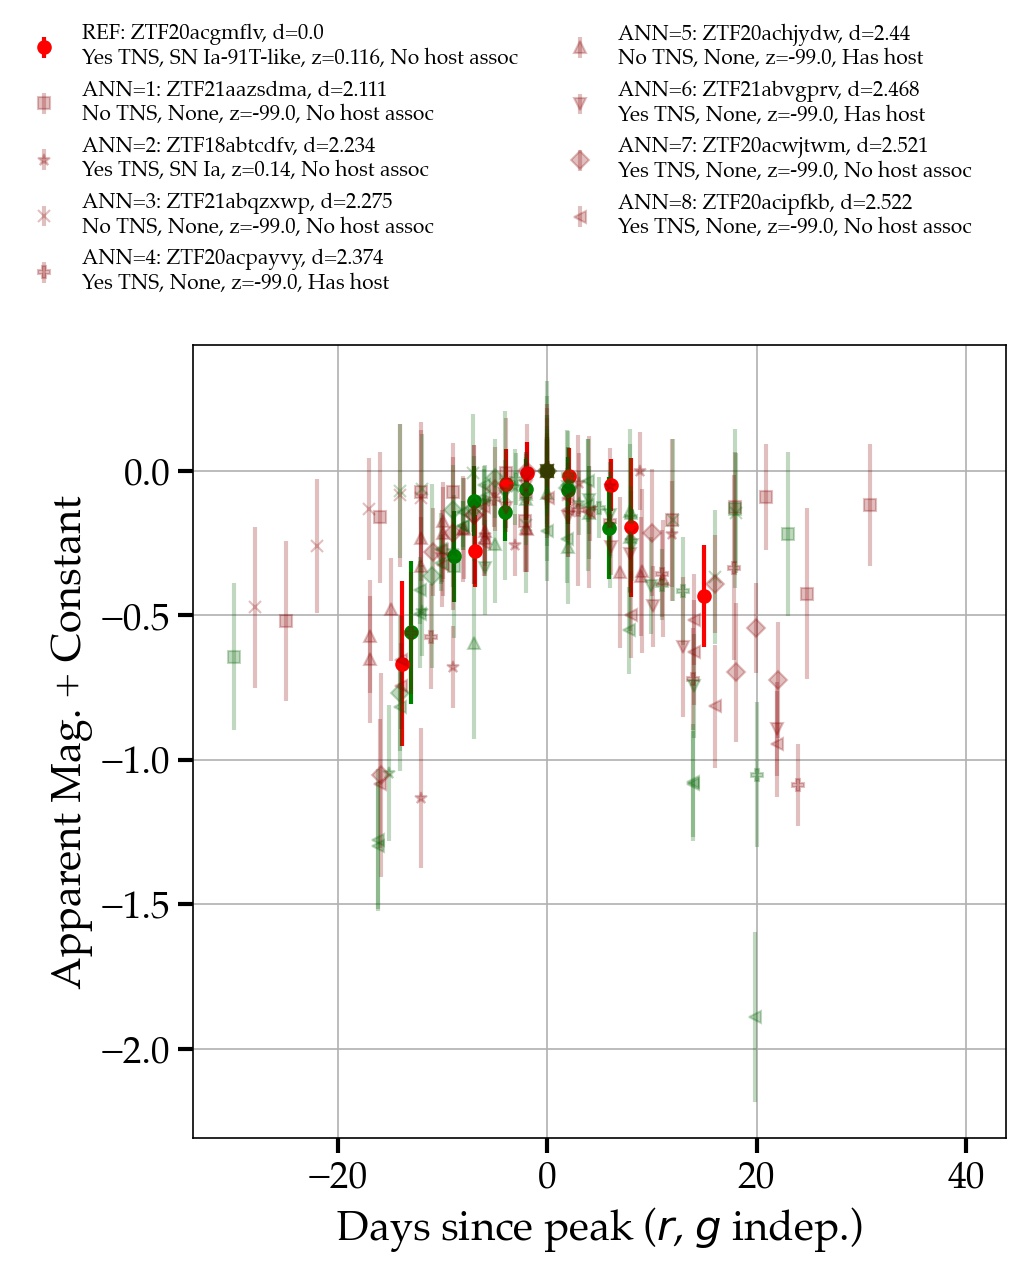 REF: ZTF20acgmflv, d=0.0
Yes TNS, SN Ia-91T-like, z=0.116, No host assoc
ANN=1: ZTF21aazsdma, d=2.111
No TNS, None, z=-99.0, No host assoc
ANN=2: ZTF18abtcdfv, d=2.234
Yes TNS, SN Ia, z=0.14, No host assoc
ANN=3: ZTF21abqzxwp, d=2.275
No TNS, None, z=-99.0, No host assoc
ANN=4: ZTF20acpayvy, d=2.374
Yes TNS, None, z=-99.0, Has host
ANN=5: ZTF20achjydw, d=2.44
No TNS, None, z=-99.0, Has host
ANN=6: ZTF21abvgprv, d=2.468
Yes TNS, None, z=-99.0, Has host
ANN=7: ZTF20acwjtwm, d=2.521
Yes TNS, None, z=-99.0, No host assoc
ANN=8: ZTF20acipfkb, d=2.522
Yes TNS, None, z=-99.0, No host assoc
Apparent Mag. + Constant
0.0
−0.5
−1.0
−1.5
−2.0
−20 0 20 40
Days since peak (r, g indep.)